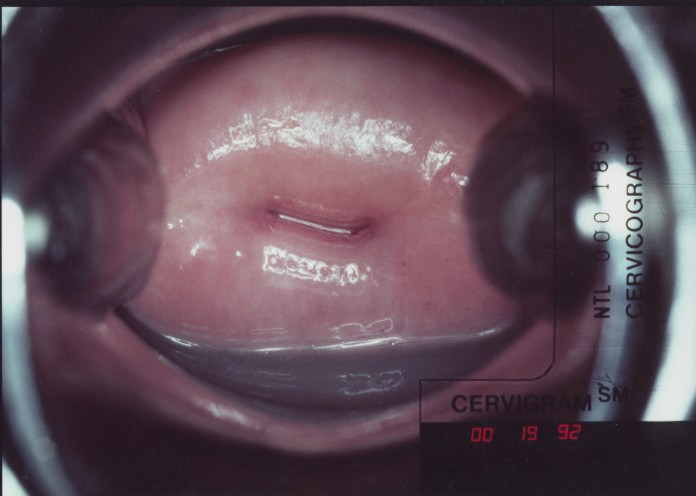 NTL 000 189
CERVICOGRAPHY SM
CERVIGRAM SM
00 19 92